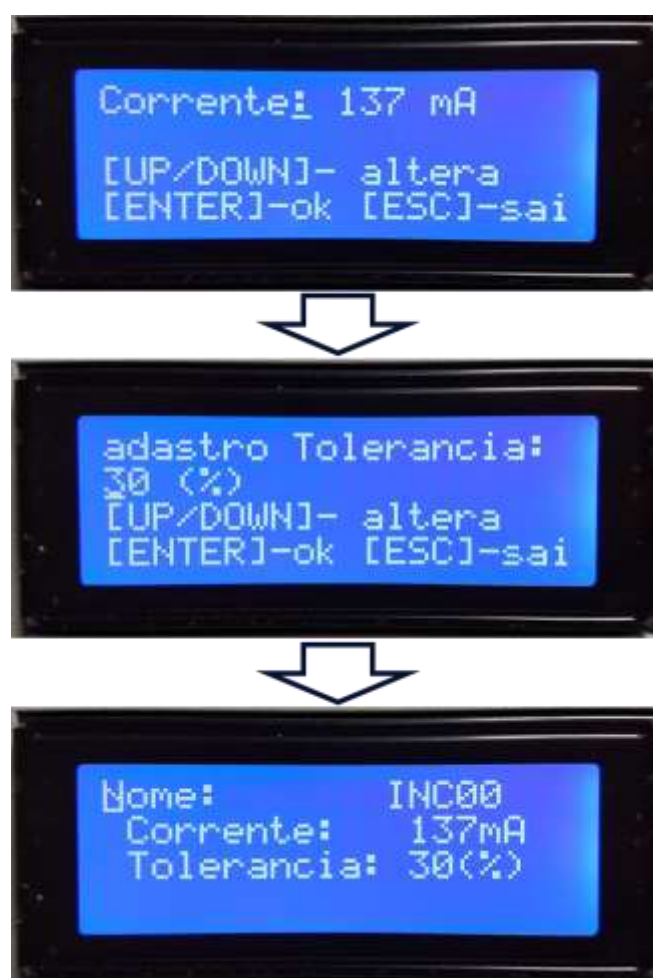 Corrente: 137 mA
[UP/DOWN]- altera
[ENTER]-ok [ESC]-sai
adastro Tolerancia:
30 (%)
[UP/DOWN]- altera
[ENTER]-ok [ESC]-sai
Nome: INC00
Corrente: 137mA
Tolerancia: 30(%)